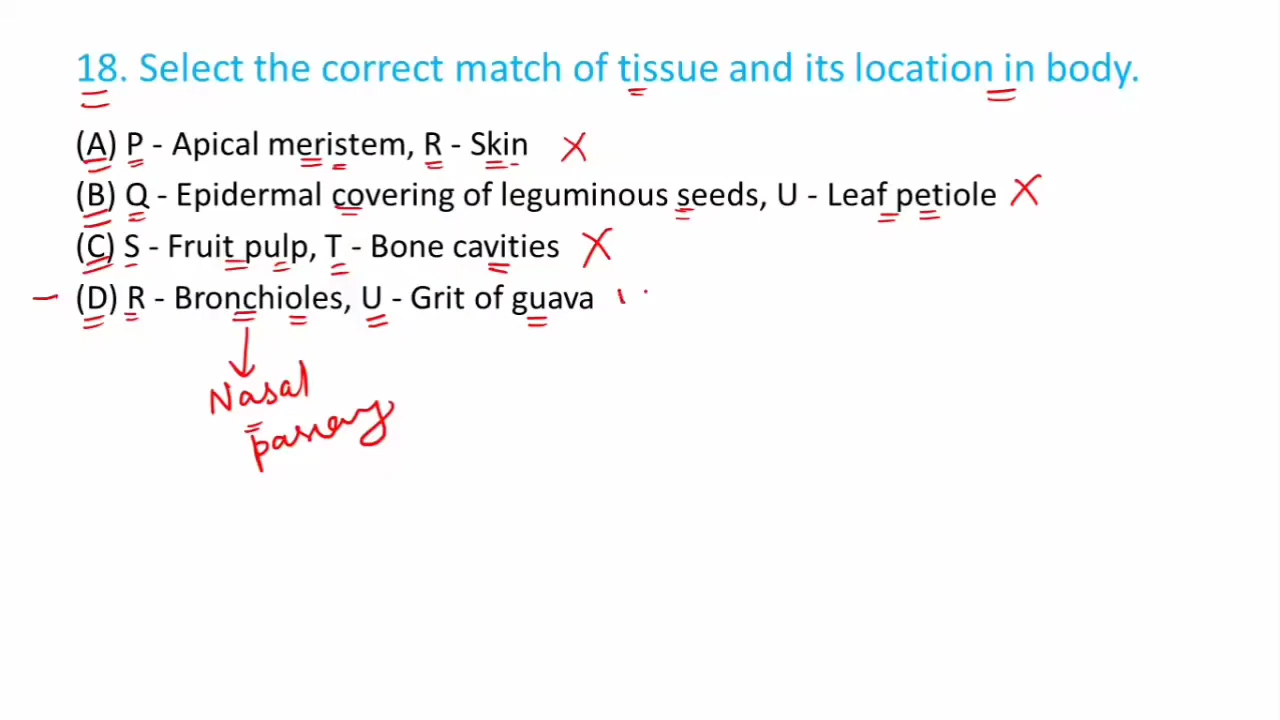 18. Select the correct match of tissue and its location in body.
(A) P - Apical meristem, R - Skin
(B) Q - Epidermal covering of leguminous seeds, U - Leaf petiole
(C) S - Fruit pulp, T - Bone cavities
(D) R - Bronchioles, U - Grit of guava
Nasal